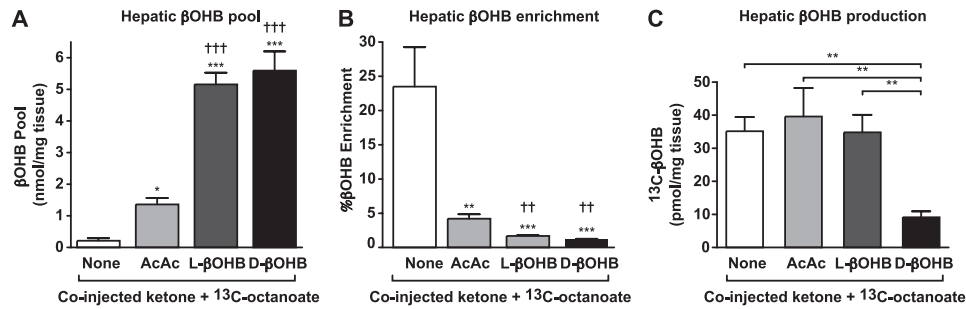 A
Hepatic βOHB pool
βOHB Pool
(nmol/mg tissue)
6
5
4
3
2
1
0
*
†††
***
†††
***
None AcAc L-βOHB D-βOHB
Co-injected ketone + 13C-octanoate
B
Hepatic βOHB enrichment
%βOHB Enrichment
30
25
20
15
10
5
0
**
††
***
††
***
None AcAc L-βOHB D-βOHB
Co-injected ketone + 13C-octanoate
C
Hepatic βOHB production
13C-βOHB
(pmol/mg tissue)
50
40
30
20
10
0
**
**
**
None AcAc L-βOHB D-βOHB
Co-injected ketone + 13C-octanoate